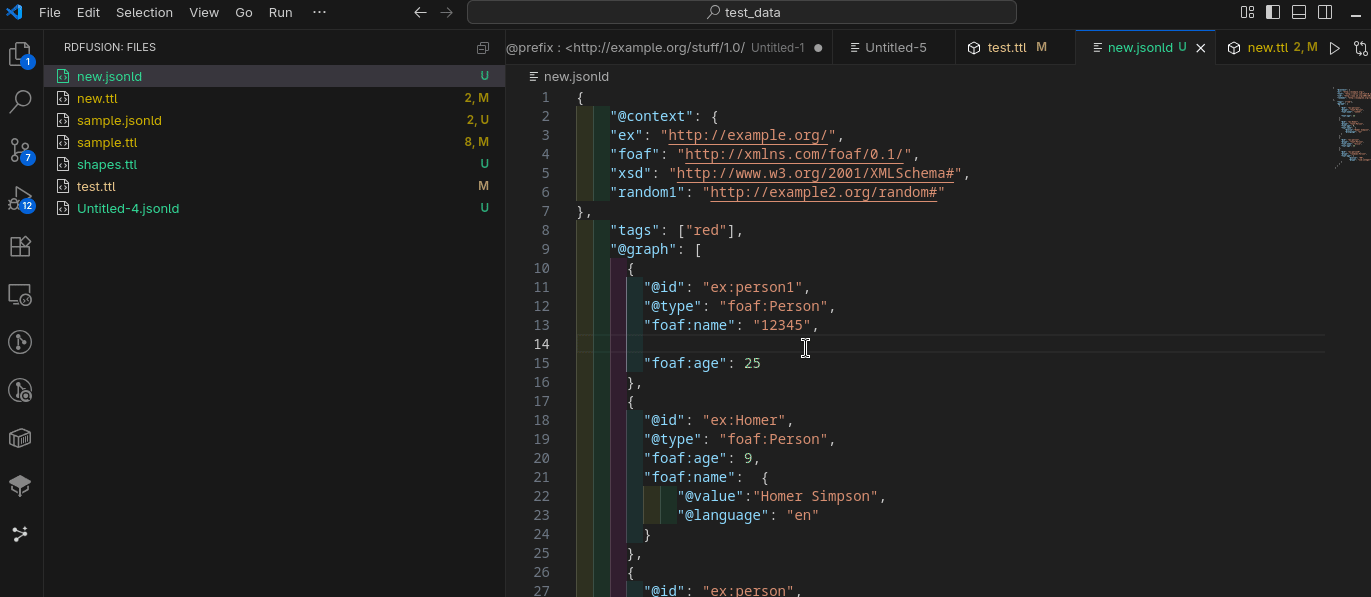 File Edit Selection View Go Run ··· test_data
RDFUSION: FILES
new.jsonld U
new.ttl 2, M
sample.jsonld 2, U
sample.ttl 8, M
shapes.ttl U
test.ttl M
Untitled-4.jsonld U
1
7
12
@prefix : <http://example.org/stuff/1.0/ Untitled-1 ● Untitled-5 test.ttl M new.jsonld U new.ttl 2, M
new.jsonld
1 {
2 "@context": {
3 "ex": "http://example.org/",
4 "foaf": "http://xmlns.com/foaf/0.1/",
5 "xsd": "http://www.w3.org/2001/XMLSchema#",
6 "random1": "http://example2.org/random#"
7 },
8 "tags": ["red"],
9 "@graph": [
10 {
11 "@id": "ex:person1",
12 "@type": "foaf:Person",
13 "foaf:name": "12345",
14
15 "foaf:age": 25
16 },
17 {
18 "@id": "ex:Homer",
19 "@type": "foaf:Person",
20 "foaf:age": 9,
21 "foaf:name":  {
22 "@value":"Homer Simpson",
23 "@language": "en"
24 }
25 },
26 {
27 "@id": "ex:person",